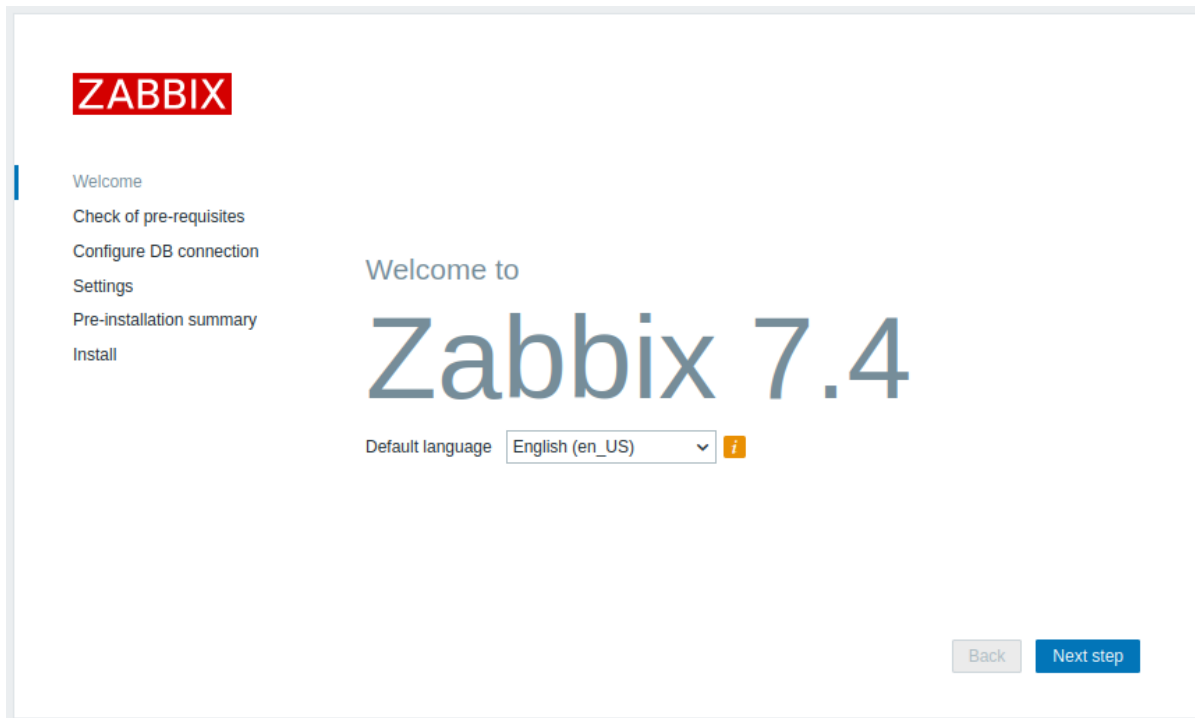 ZABBIX
Welcome
Check of pre-requisites
Configure DB connection
Settings
Pre-installation summary
Install
Welcome to
Zabbix 7.4
Default language English (en_US) i
Back Next step